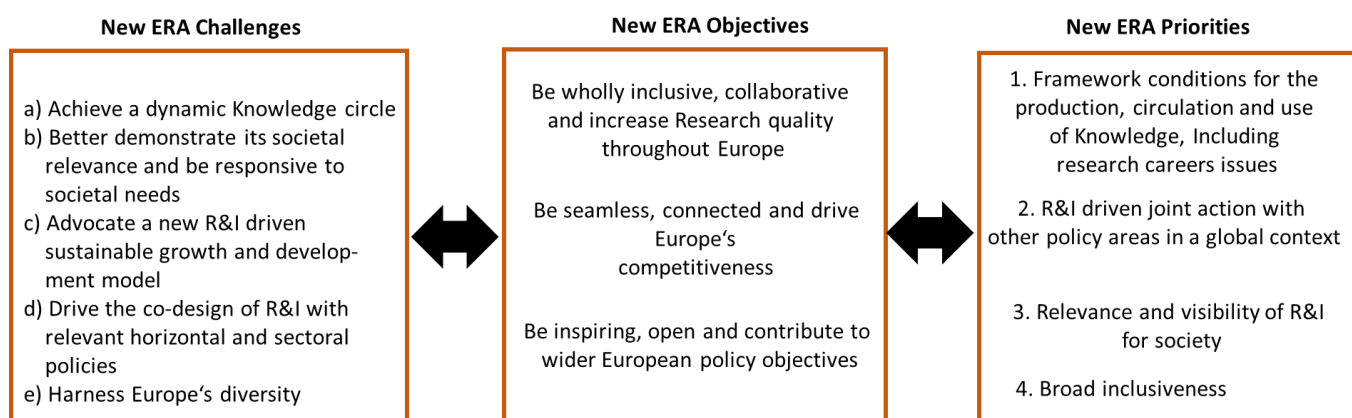 New ERA Challenges
a) Achieve a dynamic Knowledge circle
b) Better demonstrate its societal
relevance and be responsive to
societal needs
c) Advocate a new R&I driven
sustainable growth and develop-
ment model
d) Drive the co-design of R&I with
relevant horizontal and sectoral
policies
e) Harness Europe‘s diversity
New ERA Objectives
Be wholly inclusive, collaborative
and increase Research quality
throughout Europe
Be seamless, connected and drive
Europe‘s
competitiveness
Be inspiring, open and contribute to
wider European policy objectives
New ERA Priorities
1. Framework conditions for the
production, circulation and use
of Knowledge, Including
research careers issues
2. R&I driven joint action with
other policy areas in a global context
3. Relevance and visibility of R&I
for society
4. Broad inclusiveness